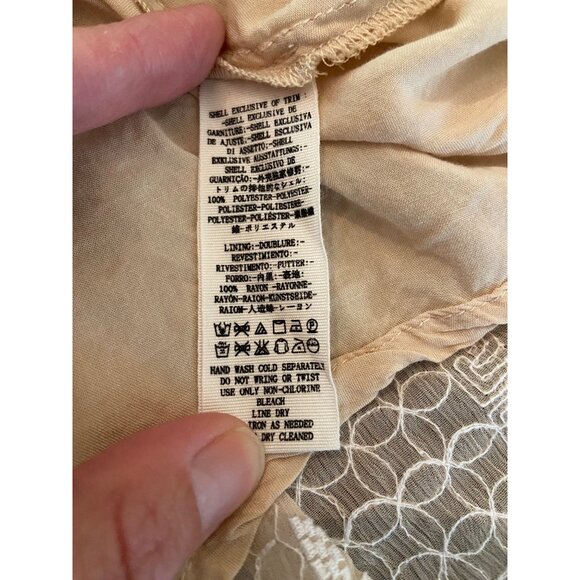 SHELL EXCLUSIVE OF TRIM :
-SHELL EXCLUSIVE DE
GARNITURE:-SHELL EXCLUSIVA
DE AJUSTE:-SHELL ESCLUSIVA
DI ASSETTO:-SHELL
EXKLUSIVE AUSSTATTUNGS:-
SHELL EXCLUSIVO DE
GUARNIÇÃO:-外壳独家修剪:-
トリムの排他的なシェル:
100% POLYESTER-POLYESTER-
POLIÉSTER-POLIESTERE-
POLYESTER-POLIÉSTER-聚酯纖
維-ポリエステル
LINING:-DOUBLURE:-
REVESTIMIENTO:-
RIVESTIMENTO:-FUTTER:-
FORRO:-内里:-裏地:
100% RAYON-RAYONNE-
RAYÓN-RAION-KUNSTSEIDE-
RAIOM-人造絲-レーヨン
HAND WASH COLD SEPARATELY
DO NOT WRING OR TWIST
USE ONLY NON-CHLORINE
BLEACH
LINE DRY
IRON AS NEEDED
DRY CLEANED